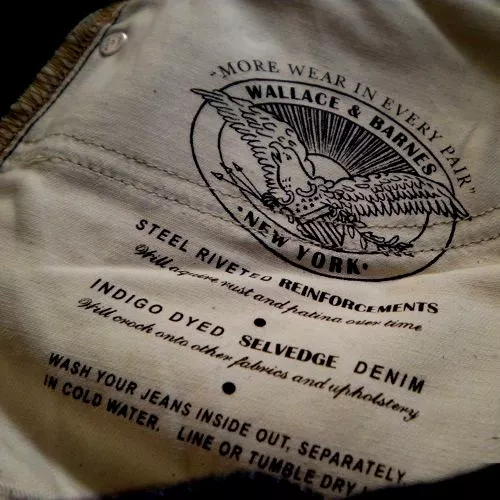 "MORE WEAR IN EVERY PAIR"
WALLACE & BARNES
• NEW YORK •
STEEL RIVETED REINFORCEMENTS
Will aquire rust and patina over time
•
INDIGO DYED SELVEDGE DENIM
Will crock onto other fabrics and upholstery
•
WASH YOUR JEANS INSIDE OUT, SEPARATELY
IN COLD WATER. LINE OR TUMBLE DRY